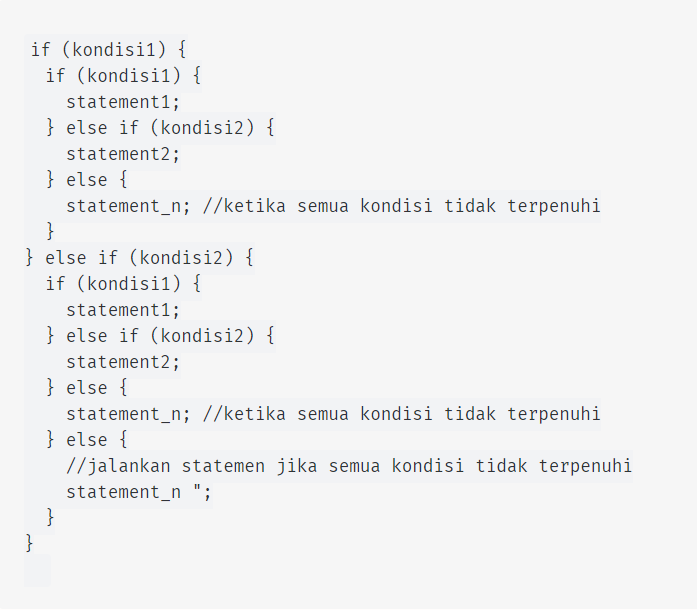 if (kondisi1) {
if (kondisi1) {
statement1;
} else if (kondisi2) {
statement2;
} else {
statement_n; //ketika semua kondisi tidak terpenuhi
}
} else if (kondisi2) {
if (kondisi1) {
statement1;
} else if (kondisi2) {
statement2;
} else {
statement_n; //ketika semua kondisi tidak terpenuhi
} else {
//jalankan statemen jika semua kondisi tidak terpenuhi
statement_n ";
}
}